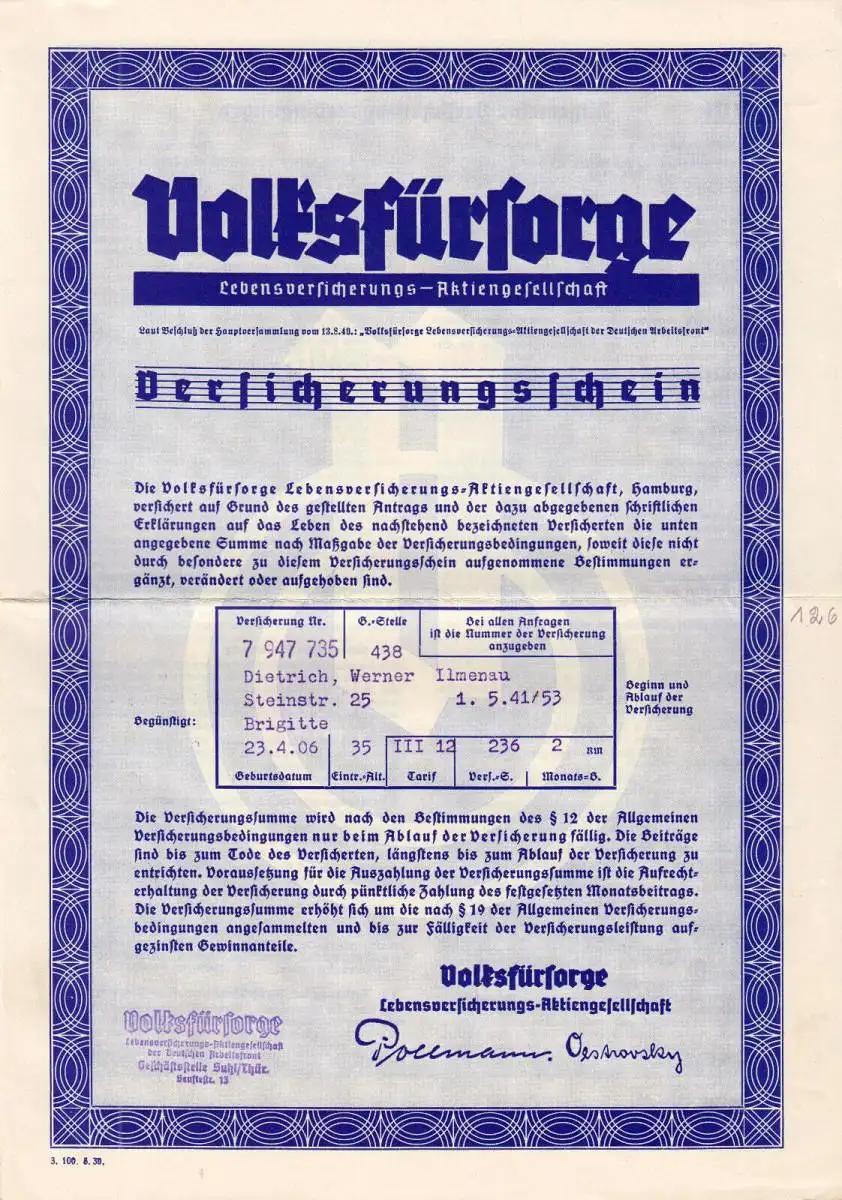 Volksfürsorge
Lebensversicherungs-Aktiengesellschaft
Laut Beschluß der Hauptversammlung vom 13.8.40.: „Volksfürsorge Lebensversicherungs-Aktiengesellschaft der Deutschen Arbeitsfront“
Versicherungsschein
Die Volksfürsorge Lebensversicherungs-Aktiengesellschaft, Hamburg,
versichert auf Grund des gestellten Antrags und der dazu abgegebenen schriftlichen
Erklärungen auf das Leben des nachstehend bezeichneten Versicherten die unten
angegebene Summe nach Maßgabe der Versicherungsbedingungen, soweit diese nicht
durch besondere zu diesem Versicherungsschein aufgenommene Bestimmungen er-
gänzt, verändert oder aufgehoben sind.
126
Versicherung Nr. G.-Stelle Bei allen Anfragen
ist die Nummer der Versicherung
anzugeben
7 947 735 438
Dietrich, Werner Ilmenau
Steinstr. 25 1. 5.41/53
Beginn und
Ablauf der
Versicherung
Begünstigt: Brigitte
23.4.06 35 III 12 236 2 RM
Geburtsdatum Eintr.-Alt. Tarif Vers.-S. Monats-B.
Die Versicherungssumme wird nach den Bestimmungen des § 12 der Allgemeinen
Versicherungsbedingungen nur beim Ablauf der Versicherung fällig. Die Beiträge
sind bis zum Tode des Versicherten, längstens bis zum Ablauf der Versicherung zu
entrichten. Voraussetzung für die Auszahlung der Versicherungssumme ist die Aufrecht-
erhaltung der Versicherung durch pünktliche Zahlung des festgesetzten Monatsbeitrags.
Die Versicherungssumme erhöht sich um die nach § 19 der Allgemeinen Versicherungs-
bedingungen angesammelten und bis zur Fälligkeit der Versicherungsleistung auf-
gezinsten Gewinnanteile.
Volksfürsorge
Lebensversicherungs-Aktiengesellschaft
Pollmann. Oestrovsky
Volksfürsorge
Lebensversicherungs-Aktiengesellschaft
der Deutschen Arbeitsfront
Geschäftsstelle Suhl/Thür.
3. 100. 8. 39.